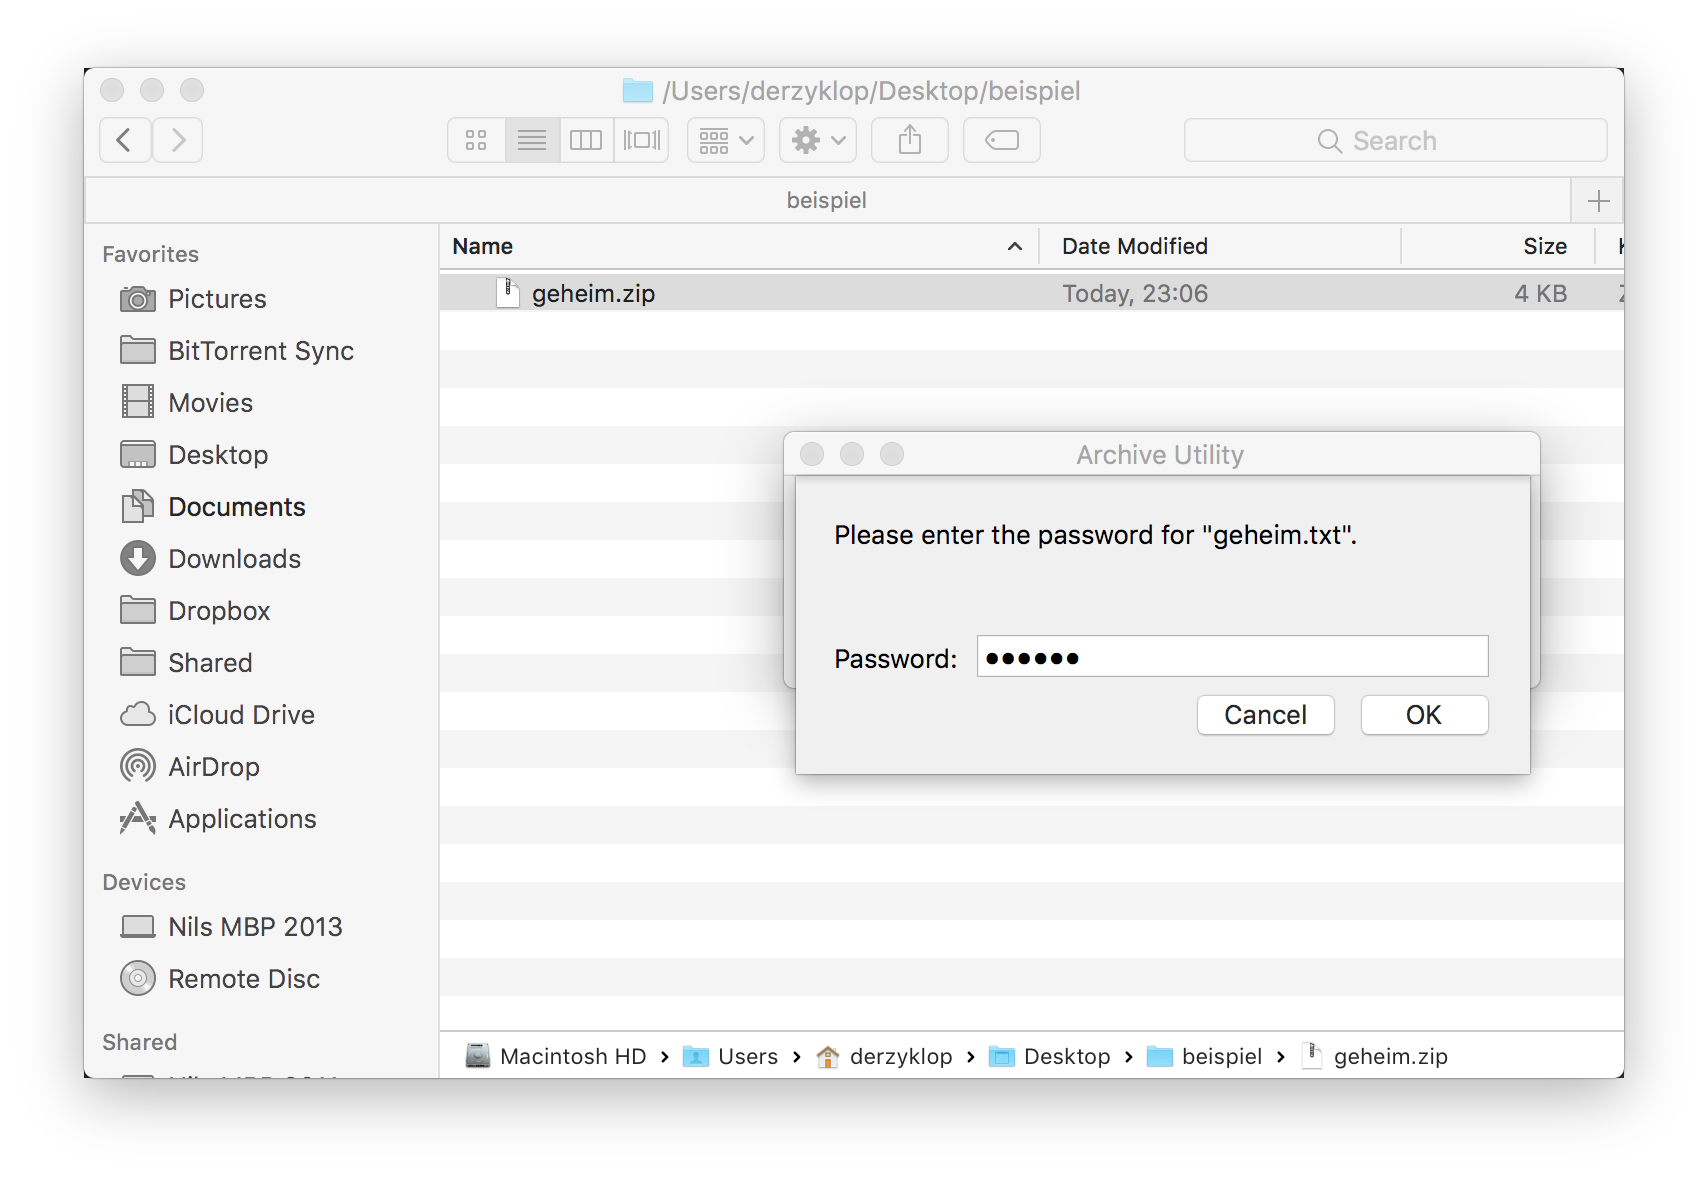 /Users/derzyklop/Desktop/beispiel
Search
beispiel
Favorites
Pictures
BitTorrent Sync
Movies
Desktop
Documents
Downloads
Dropbox
Shared
iCloud Drive
AirDrop
Applications
Devices
Nils MBP 2013
Remote Disc
Shared
Name
Date Modified
Size
geheim.zip
Today, 23:06
4 KB
Archive Utility
Please enter the password for "geheim.txt".
Password: ●●●●●●
Cancel
OK
Macintosh HD › Users › derzyklop › Desktop › beispiel › geheim.zip